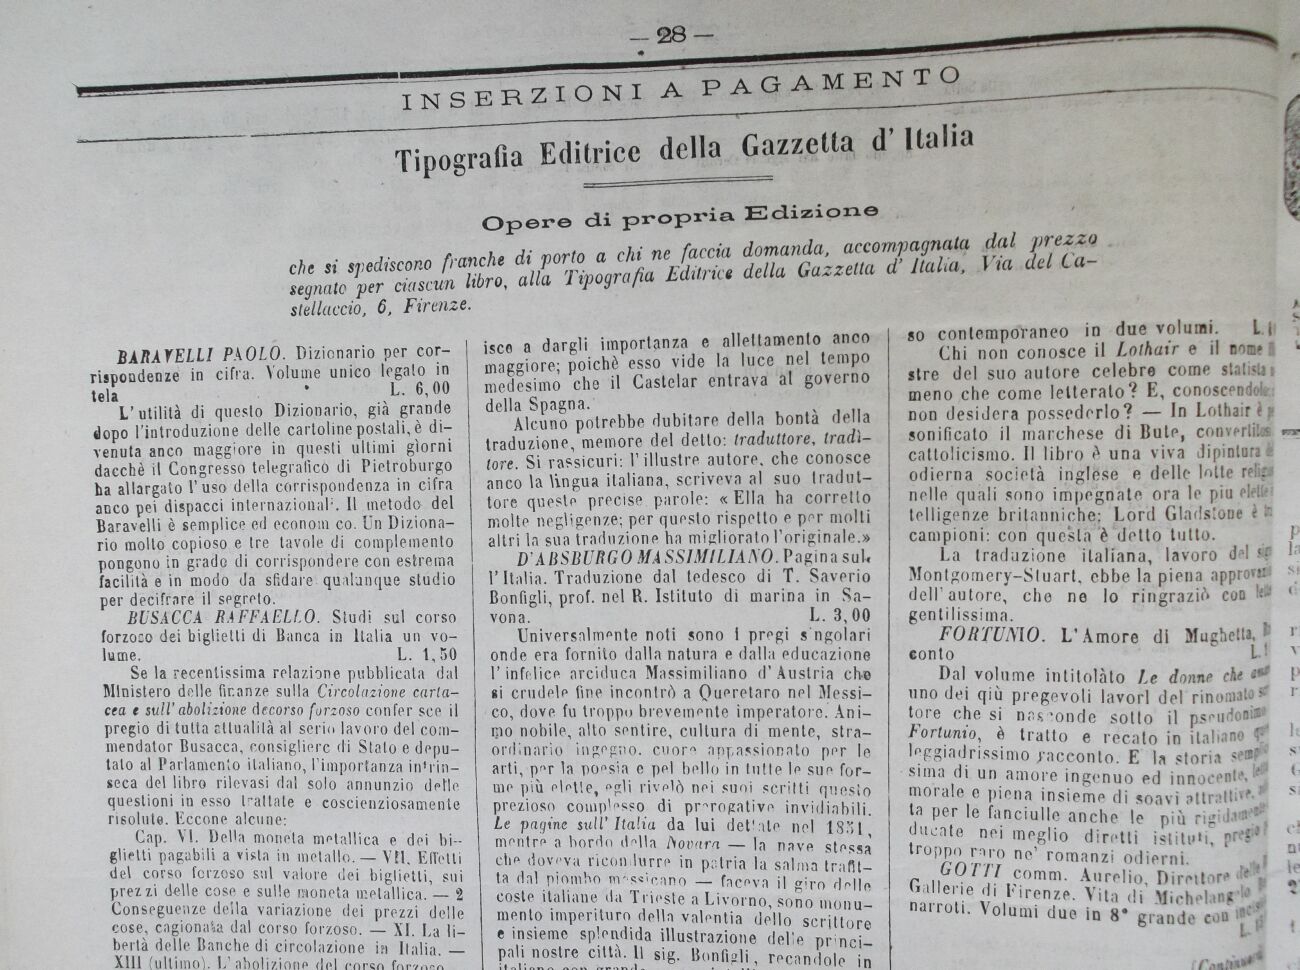 — 28 —
INSERZIONI A PAGAMENTO
Tipografia Editrice della Gazzetta d' Italia
Opere di propria Edizione
che si spediscono franche di porto a chi ne faccia domanda, accompagnata dal prezzo
segnato per ciascun libro, alla Tipografia Editrice della Gazzetta d' Italia, Via del Ca-
stellaccio, 6, Firenze.
BARAVELLI PAOLO. Dizionario per cor-
rispondenze in cifra. Volume unico legato in
tela L. 6,00
L'utilità di questo Dizionario, già grande
dopo l'introduzione delle cartoline postali, è di-
venuta anco maggiore in questi ultimi giorni
dacchè il Congresso telegrafico di Pietroburgo
ha allargato l'uso della corrispondenza in cifra
anco pei dispacci internazional'. Il metodo del
Baravelli è semplice ed econom co. Un Diziona-
rio molto copioso e tre tavole di complemento
pongono in grado di corrispondere con estrema
facilità e in modo da sfidare qualunque studio
per decifrare il segreto.
BUSACCA RAFFAELLO. Studi sul corso
forzoso dei biglietti di Banca in Italia un vo-
lume. L. 1,50
Se la recentissima relazione pubblicata dal
Ministero delle finanze sulla Circolazione carta-
cea e sull'abolizione decorso forzoso confer sce il
pregio di tutta attualità al serio lavoro del com-
mendator Busacca, consigliere di Stato e depu-
tato al Parlamento italiano, l'importanza intrin-
seca del libro rilevasi dal solo annunzio delle
questioni in esso trattate e coscienziosamente
risolute. Eccone alcune:
Cap. VI. Della moneta metallica e dei bi-
glietti pagabili a vista in metallo. — VII. Effetti
del corso forzoso sul valore dei biglietti, sui
prezzi delle cose e sulle moneta metallica. — 2
Conseguenze della variazione dei prezzi delle
cose, cagionata dal corso forzoso. — XI. La li-
bertà delle Banche di circolazione in Italia. —
XIII (ultimo). L'abolizione del corso forzoso.
isce a dargli importanza e allettamento anco
maggiore; poichè esso vide la luce nel tempo
medesimo che il Castelar entrava al governo
della Spagna.
Alcuno potrebbe dubitare della bontà della
traduzione, memore del detto: traduttore, tradi-
tore. Si rassicuri: l'illustre autore, che conosce
anco la lingua italiana, scriveva al suo tradut-
tore queste precise parole: « Ella ha corretto
molte negligenze; per questo rispetto e per molti
altri la sua traduzione ha migliorato l'originale.»
D'ABSBURGO MASSIMILIANO. Pagina sul-
l'Italia. Traduzione dal tedesco di T. Saverio
Bonfigli, prof. nel R. Istituto di marina in Sa-
vona. L. 3,00
Universalmente noti sono i pregi s'ngolari
onde era fornito dalla natura e dalla educazione
l'infelice arciduca Massimiliano d'Austria che
si crudele fine incontrò a Queretaro nel Messi-
co, dove fu troppo brevemente imperatore. Ani-
mo nobile, alto sentire, cultura di mente, stra-
ordinario ingegno, cuore appassionato per le
arti, per la poesia e pel bello in tutte le sue for-
me più elette, egli rivelò nei suoi scritti questo
prezioso complesso di prerogative invidiabili.
Le pagine sull'Italia da lui dettate nel 1851,
mentre a bordo della Novara — la nave stessa
che doveva ricondurre in patria la salma trafit-
ta dal piombo messicano — faceva il giro delle
coste italiane da Trieste a Livorno, sono monu-
mento imperituro della valentia dello scrittore
e insieme splendida illustrazione delle princi-
pali nostre città. Il sig. Bonfigli, recandole in
italiano con
so contemporaneo in due volumi. L.
Chi non conosce il Lothair e il nome
stre del suo autore celebre come statista
meno che come letterato? E, conoscendolo
non desidera possederlo? — In Lothair è
sonificato il marchese di Bute, convertitos
cattolicismo. Il libro è una viva dipintura
odierna società inglese e delle lotte relig
nelle quali sono impegnate ora le più elette
telligenze britanniche; Lord Gladstone è
campioni: con questa è detto tutto.
La traduzione italiana, lavoro del
Montgomery-Stuart, ebbe la piena approva
dell'autore, che ne lo ringraziò con
gentilissima.
FORTUNIO. L'Amore di Mughetta,
conto L.
Dal volume intitolàto Le donne che
uno dei qiù pregevoli lavorl del rinomato
tore che si nasconde sotto il pseudonimo
Fortunio, è tratto e recato in italiano
leggiadrissimo racconto. E la storia
sima di un amore ingenuo ed innocente,
morale e piena insieme di soavi attrattive,
ta per le fanciulle anche le più rigidam
ducate nei meglio diretti istituti, pregio
troppo raro ne' romanzi odierni.
GOTTI comm. Aurelio, Direttore delle
Gallerie di Firenze. Vita di Michelangelo
narroti. Volumi due in 8° grande con
L.